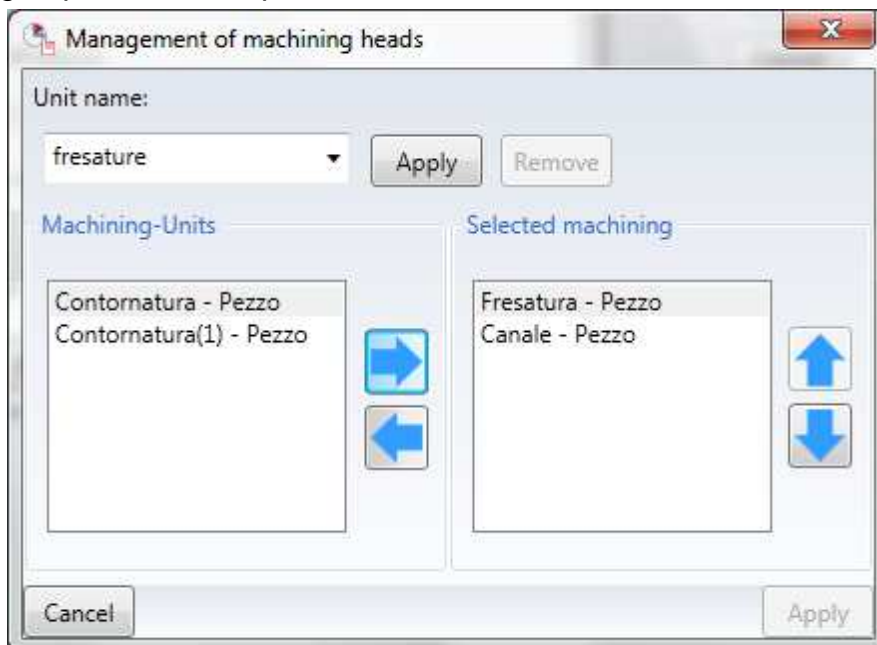 Management of machining heads
Unit name:
fresature
Apply
Remove
Machining-Units
Contornatura - Pezzo
Contornatura(1) - Pezzo
Selected machining
Fresatura - Pezzo
Canale - Pezzo
Cancel
Apply